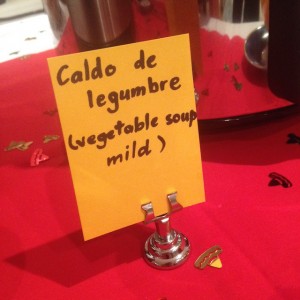 Caldo de
legumbre
(vegetable soup
mild)